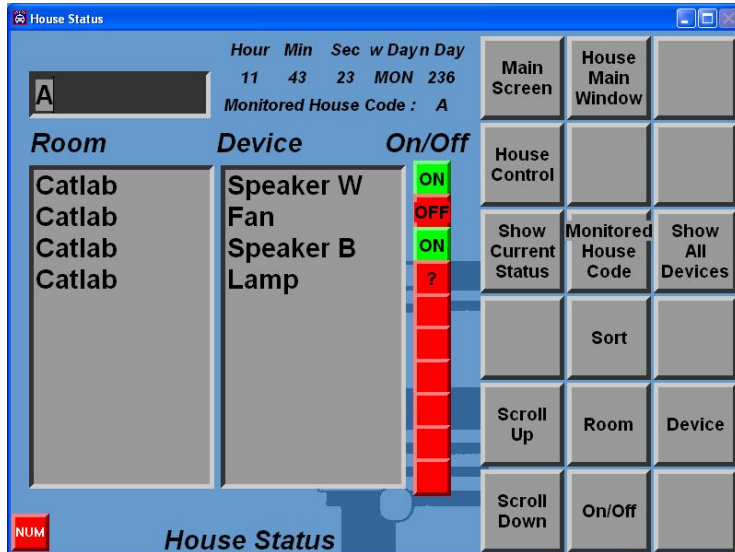 House Status
Hour Min Sec w Day n Day
11 43 23 MON 236
Monitored House Code : A
A
Room Device On/Off
Catlab Speaker W ON
Catlab Fan OFF
Catlab Speaker B ON
Catlab Lamp ?
NUM
House Status
Main
Screen
House
Main
Window
House
Control
Show
Current
Status
Monitored
House
Code
Show
All
Devices
Sort
Scroll
Up
Room
Device
Scroll
Down
On/Off